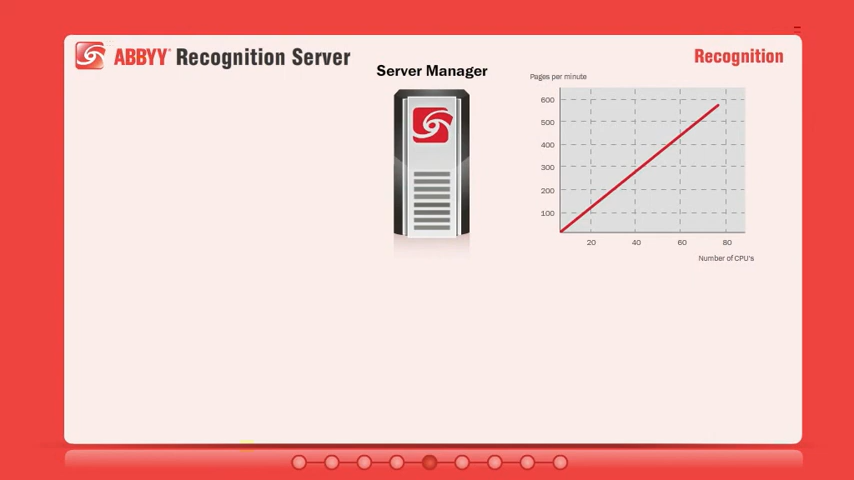 ABBYY® Recognition Server
Recognition
Server Manager
Pages per minute
600
500
400
300
200
100
20 40 60 80
Number of CPU's